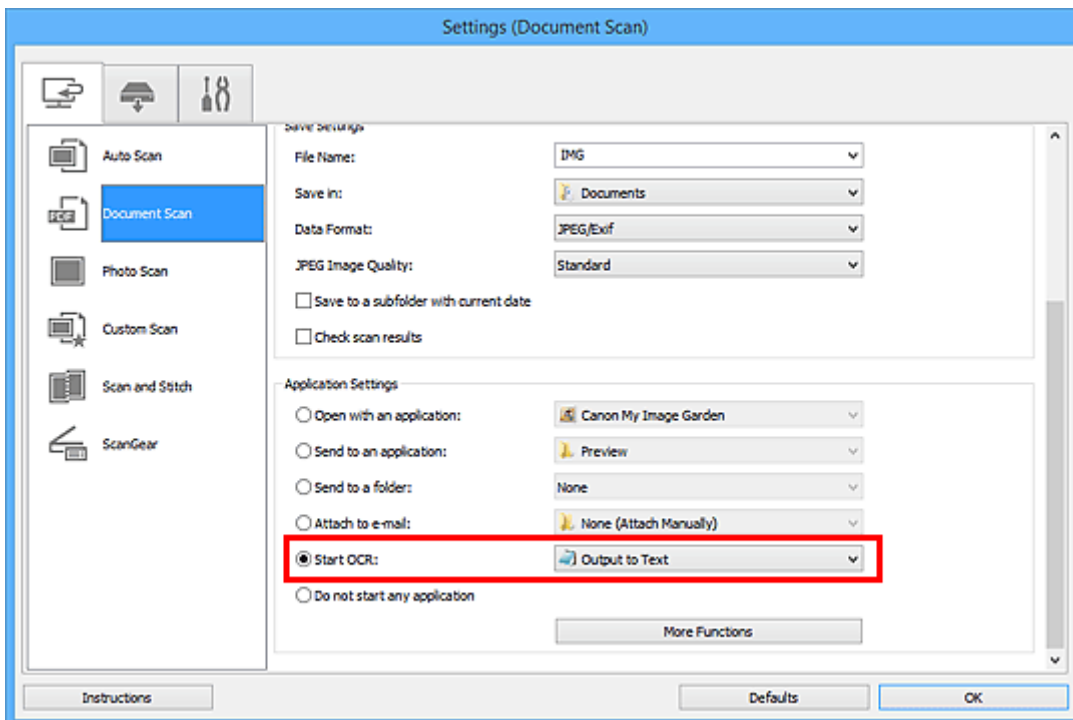 Settings (Document Scan)
Auto Scan
Document Scan
Photo Scan
Custom Scan
Scan and Stitch
ScanGear
Save Settings
File Name: IMG
Save in: Documents
Data Format: JPEG/Exif
JPEG Image Quality: Standard
Save to a subfolder with current date
Check scan results
Application Settings
Open with an application: Canon My Image Garden
Send to an application: Preview
Send to a folder: None
Attach to e-mail: None (Attach Manually)
Start OCR: Output to Text
Do not start any application
More Functions
Instructions
Defaults
OK